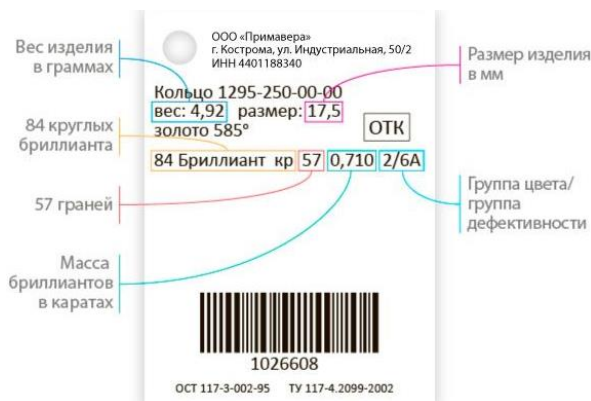 ООО «Примавера»
г. Кострома, ул. Индустриальная, 50/2
ИНН 4401188340
Вес изделия
в граммах
Размер изделия
в мм
Кольцо 1295-250-00-00
вес: 4,92 размер: 17,5
золото 585°
ОТК
84 круглых
бриллианта
84 Бриллиант кр 57 0,710 2/6А
57 граней
Группа цвета/
группа
дефективности
Масса
бриллиантов
в каратах
1026608
ОСТ 117-3-002-95 ТУ 117-4.2099-2002